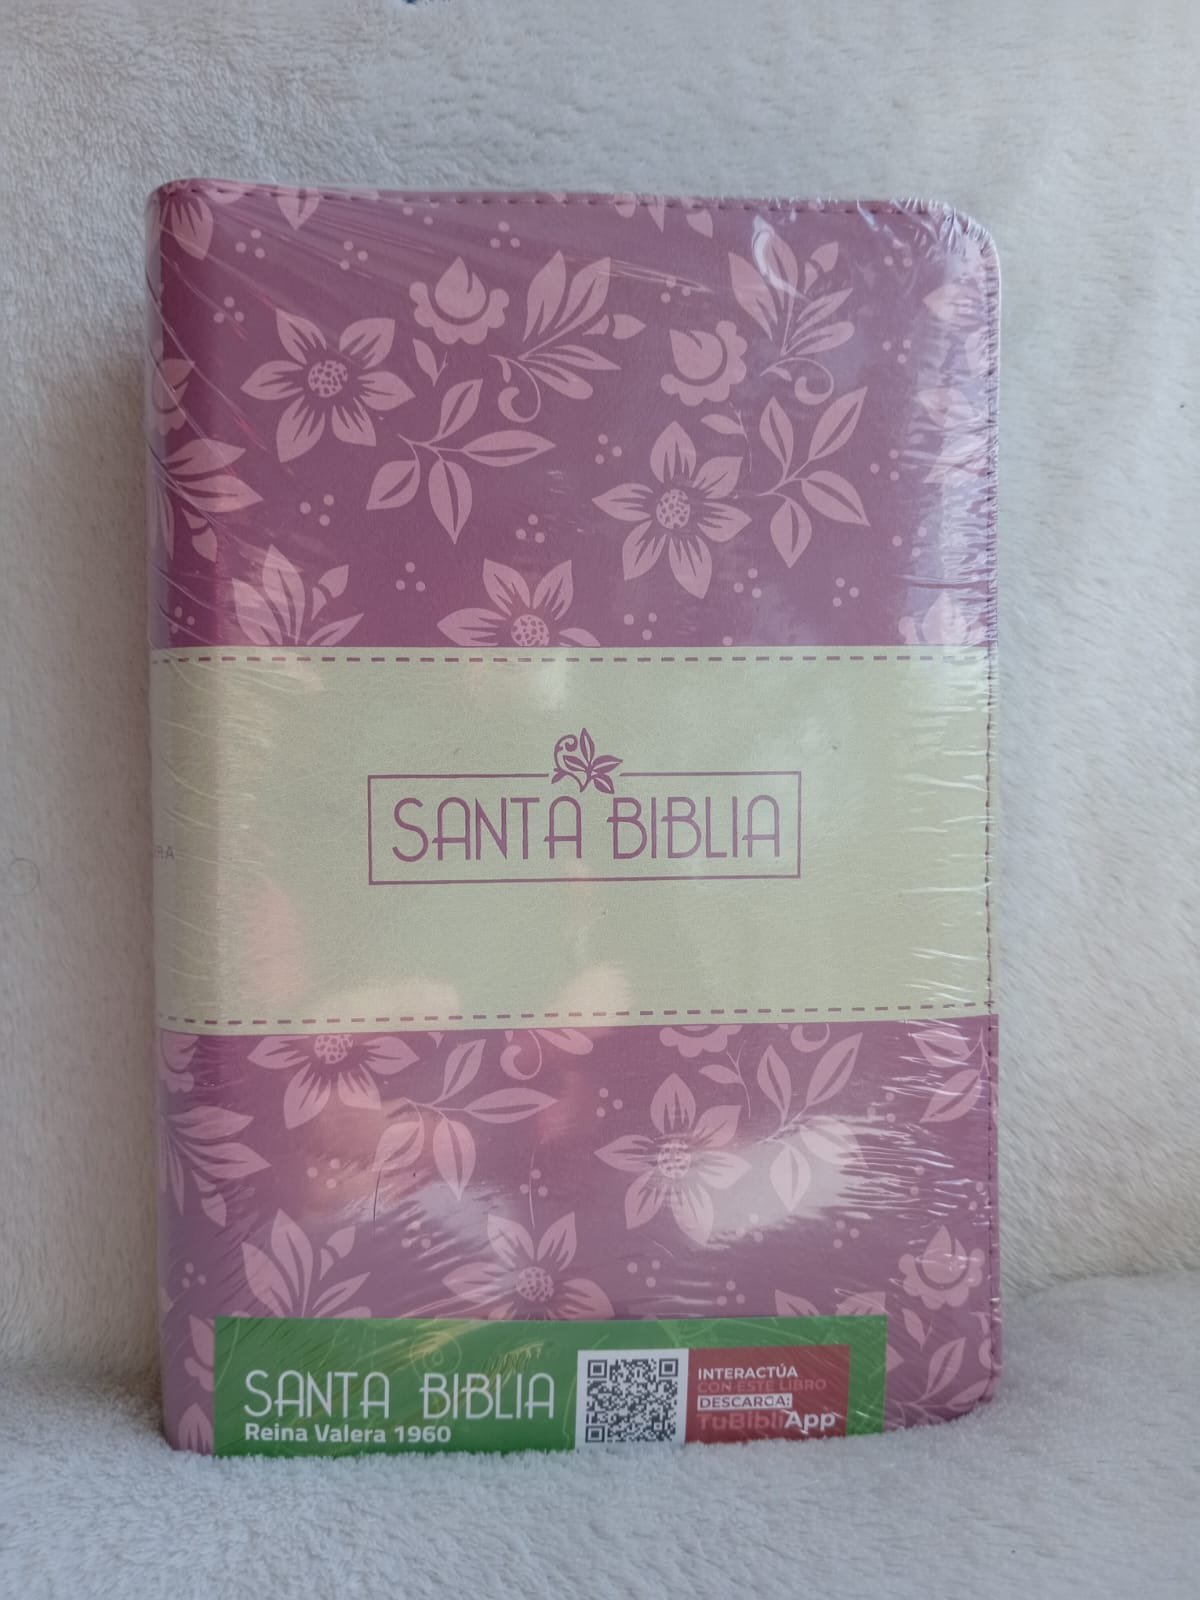 SANTA BIBLIA
SANTA BIBLIA
Reina Valera 1960
INTERACTÚA
CON ESTE LIBRO
DESCARGA:
TuBibliApp